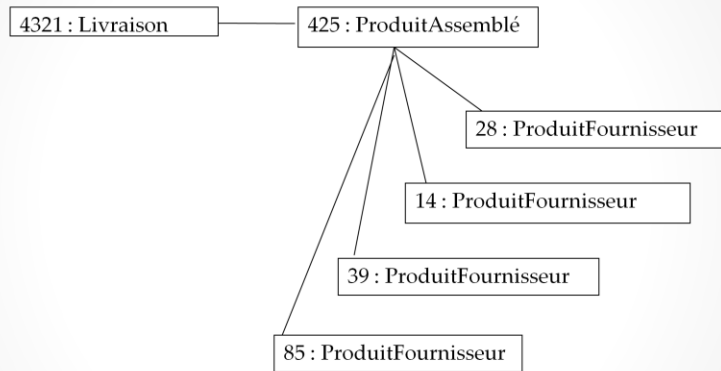 4321 : Livraison
425 : ProduitAssemblé
28 : ProduitFournisseur
14 : ProduitFournisseur
39 : ProduitFournisseur
85 : ProduitFournisseur